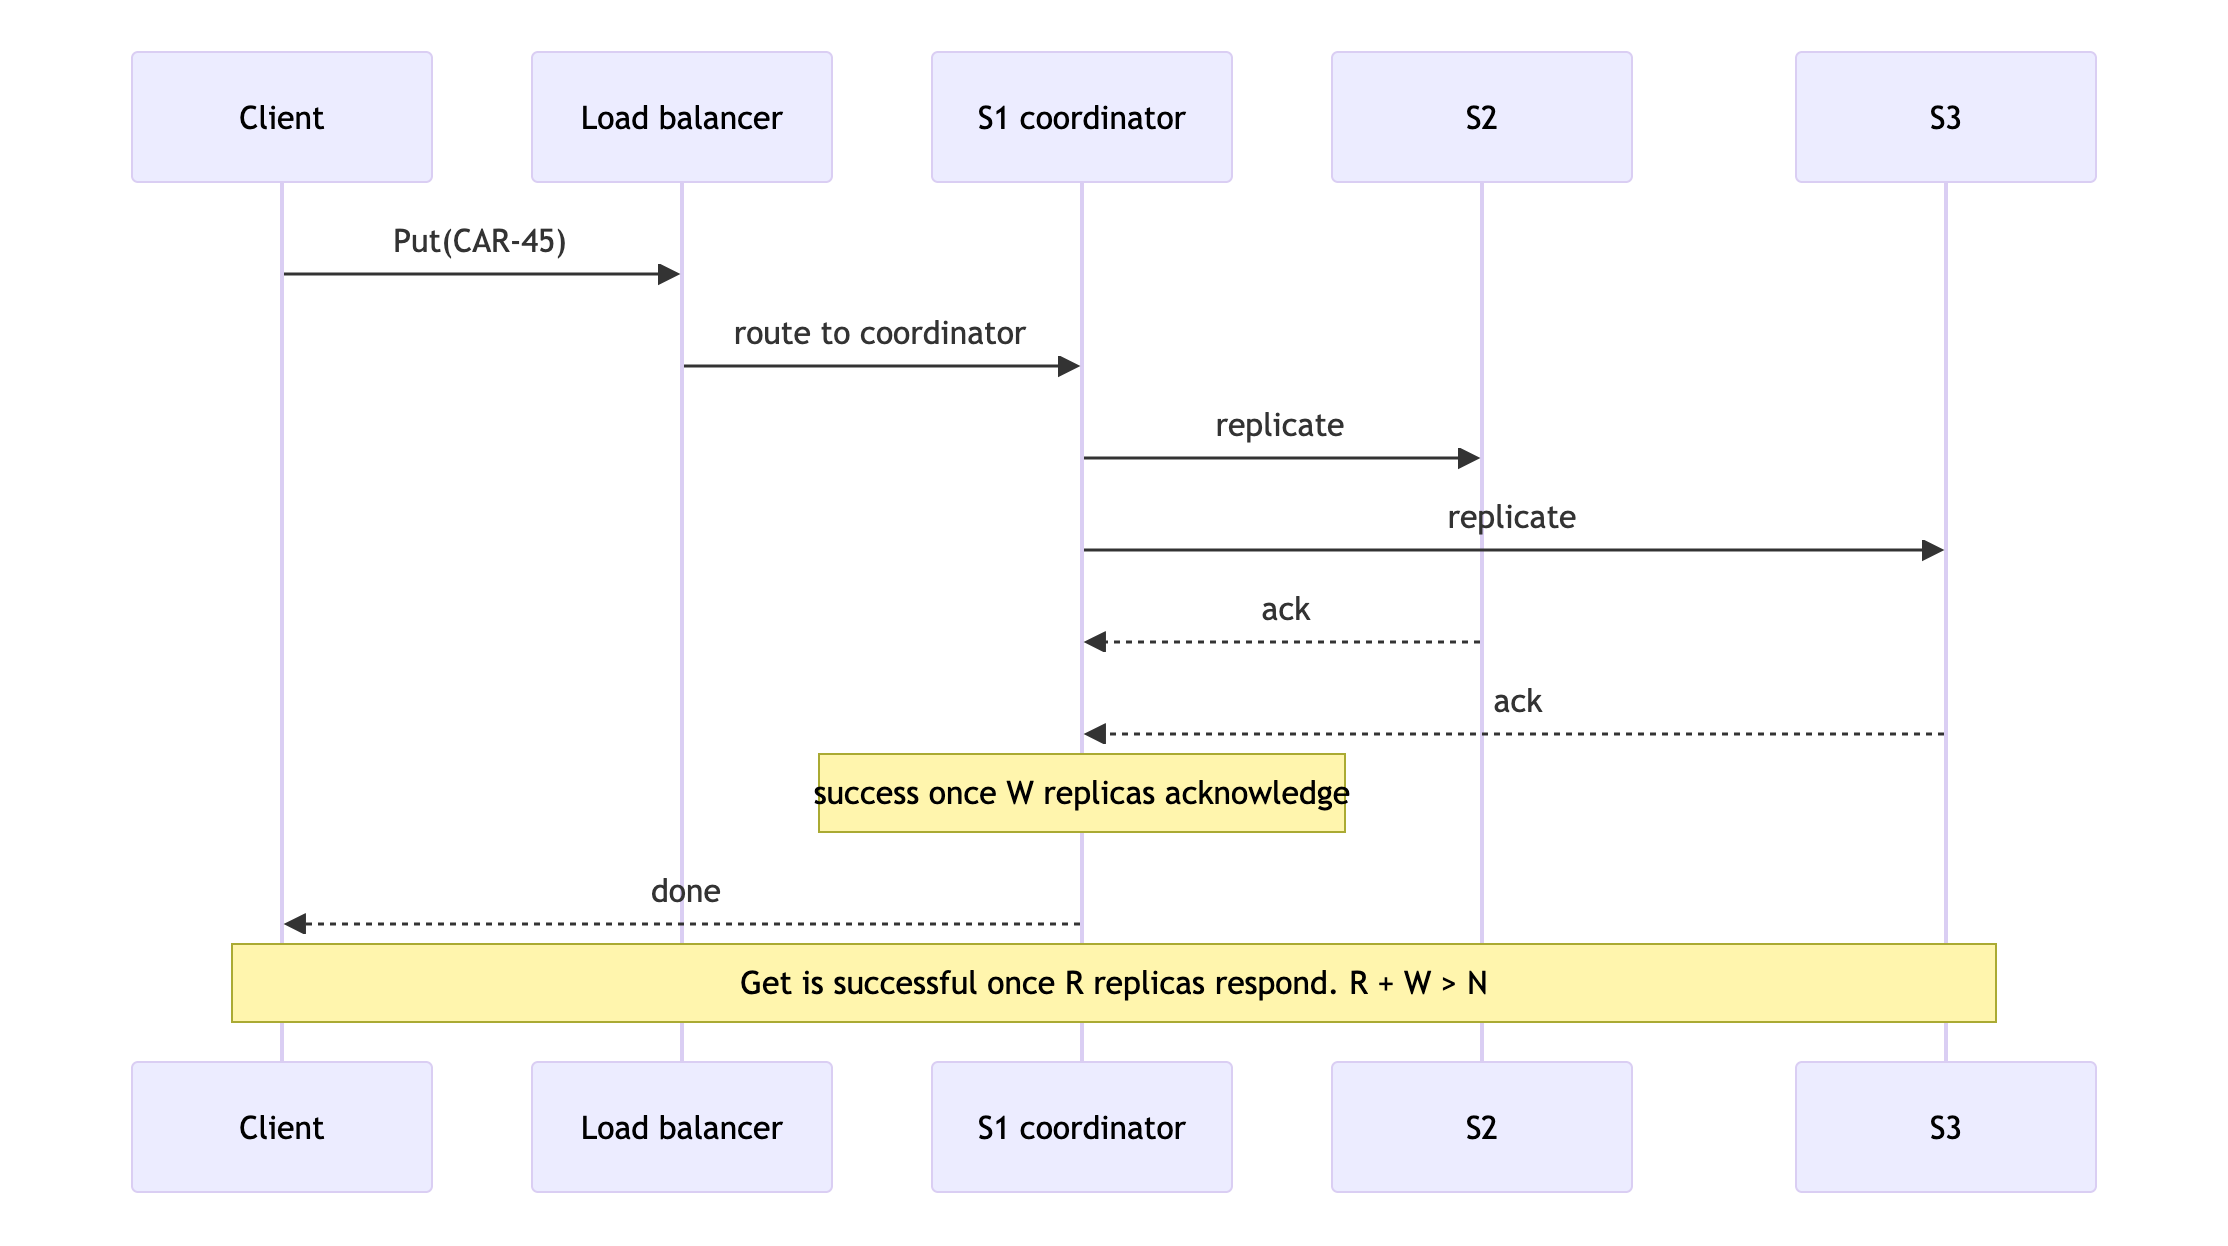 Client
Load balancer
S1 coordinator
S2
S3
Put(CAR-45)
route to coordinator
replicate
replicate
ack
ack
success once W replicas acknowledge
done
Get is successful once R replicas respond. R + W > N
Client
Load balancer
S1 coordinator
S2
S3